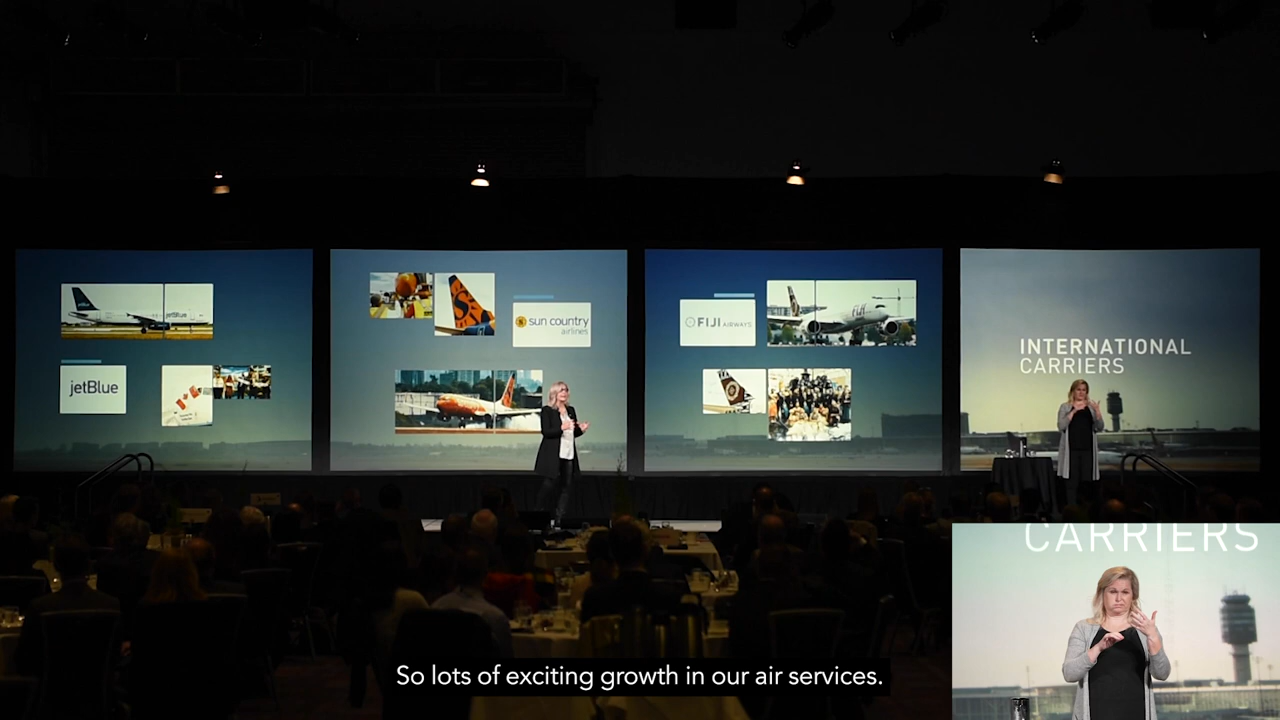 jetBlue
jetBlue
sun country
airlines
FIJI AIRWAYS
FIJI
INTERNATIONAL
CARRIERS
CARRIERS
So lots of exciting growth in our air services.